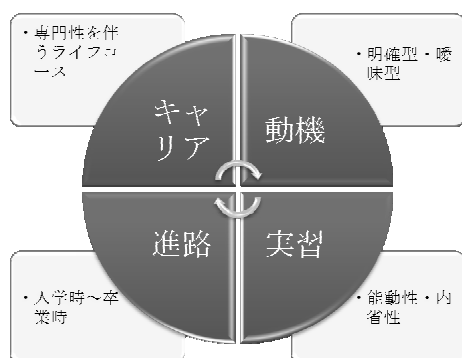 ・専門性を伴
うライフコ
ース
・明確型・曖
昧型
キャ
リア
動機
進路
実習
・入学時～卒
業時
・能動性・内
省性